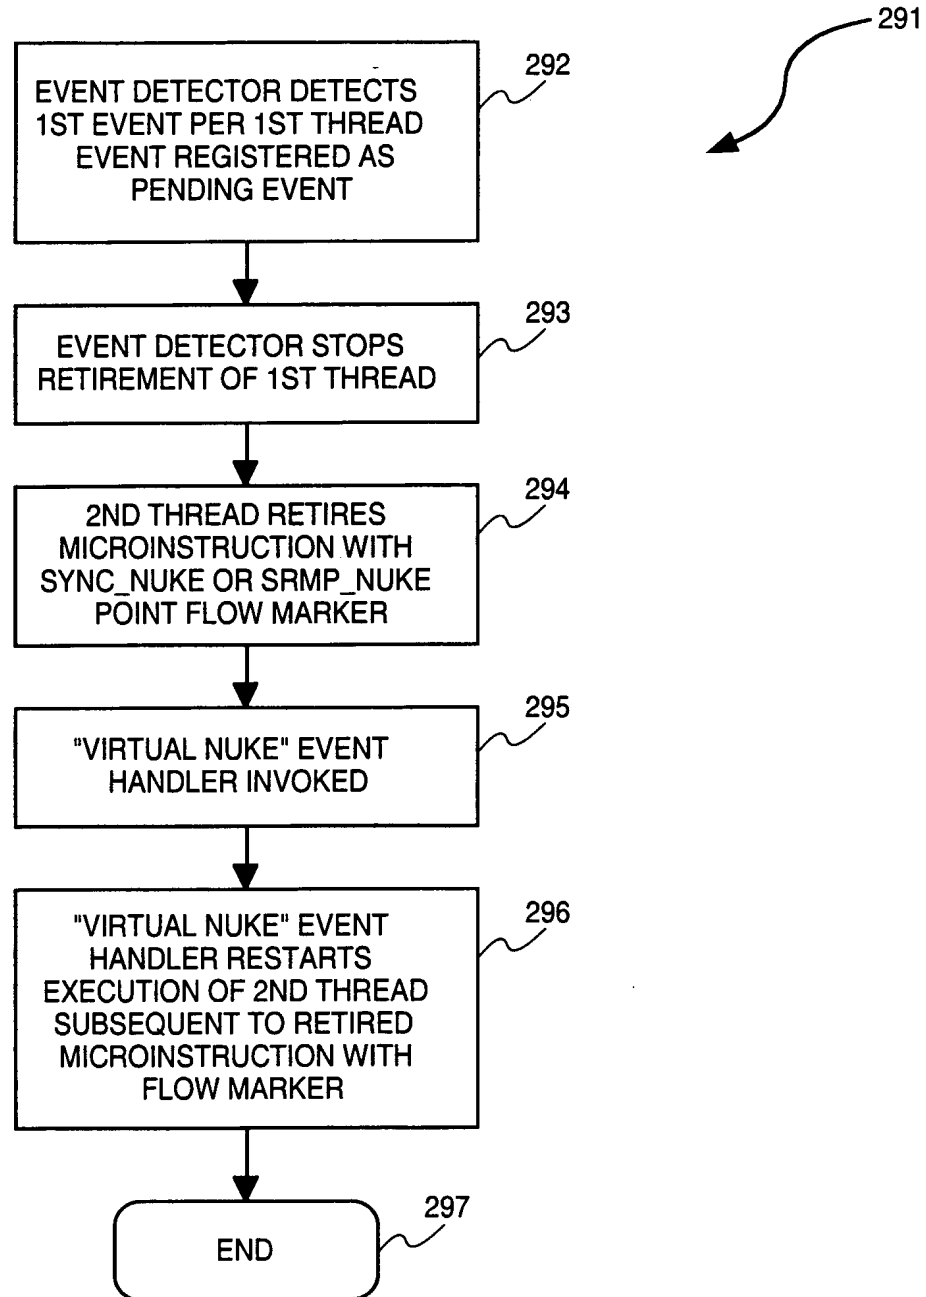 291
EVENT DETECTOR DETECTS
1ST EVENT PER 1ST THREAD
EVENT REGISTERED AS
PENDING EVENT
292
EVENT DETECTOR STOPS
RETIREMENT OF 1ST THREAD
293
2ND THREAD RETIRES
MICROINSTRUCTION WITH
SYNC_NUKE OR SRMP_NUKE
POINT FLOW MARKER
294
"VIRTUAL NUKE" EVENT
HANDLER INVOKED
295
"VIRTUAL NUKE" EVENT
HANDLER RESTARTS
EXECUTION OF 2ND THREAD
SUBSEQUENT TO RETIRED
MICROINSTRUCTION WITH
FLOW MARKER
296
END
297